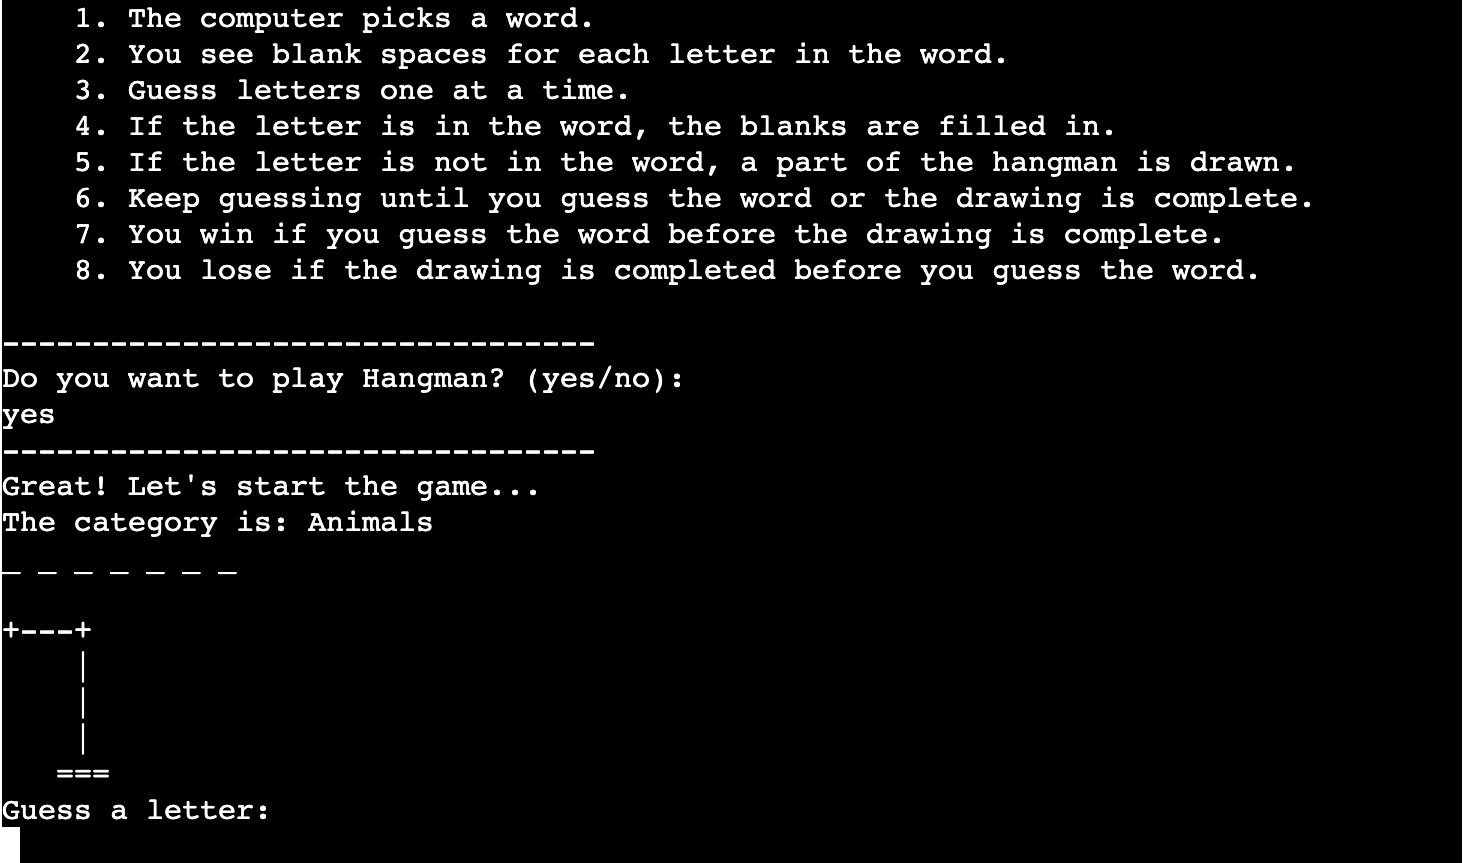 1. The computer picks a word.
2. You see blank spaces for each letter in the word.
3. Guess letters one at a time.
4. If the letter is in the word, the blanks are filled in.
5. If the letter is not in the word, a part of the hangman is drawn.
6. Keep guessing until you guess the word or the drawing is complete.
7. You win if you guess the word before the drawing is complete.
8. You lose if the drawing is completed before you guess the word.
---------------------------------
Do you want to play Hangman? (yes/no):
yes
---------------------------------
Great! Let's start the game...
The category is: Animals
_ _ _ _ _ _ _
+---+
    |
    |
    |
   ===
Guess a letter: